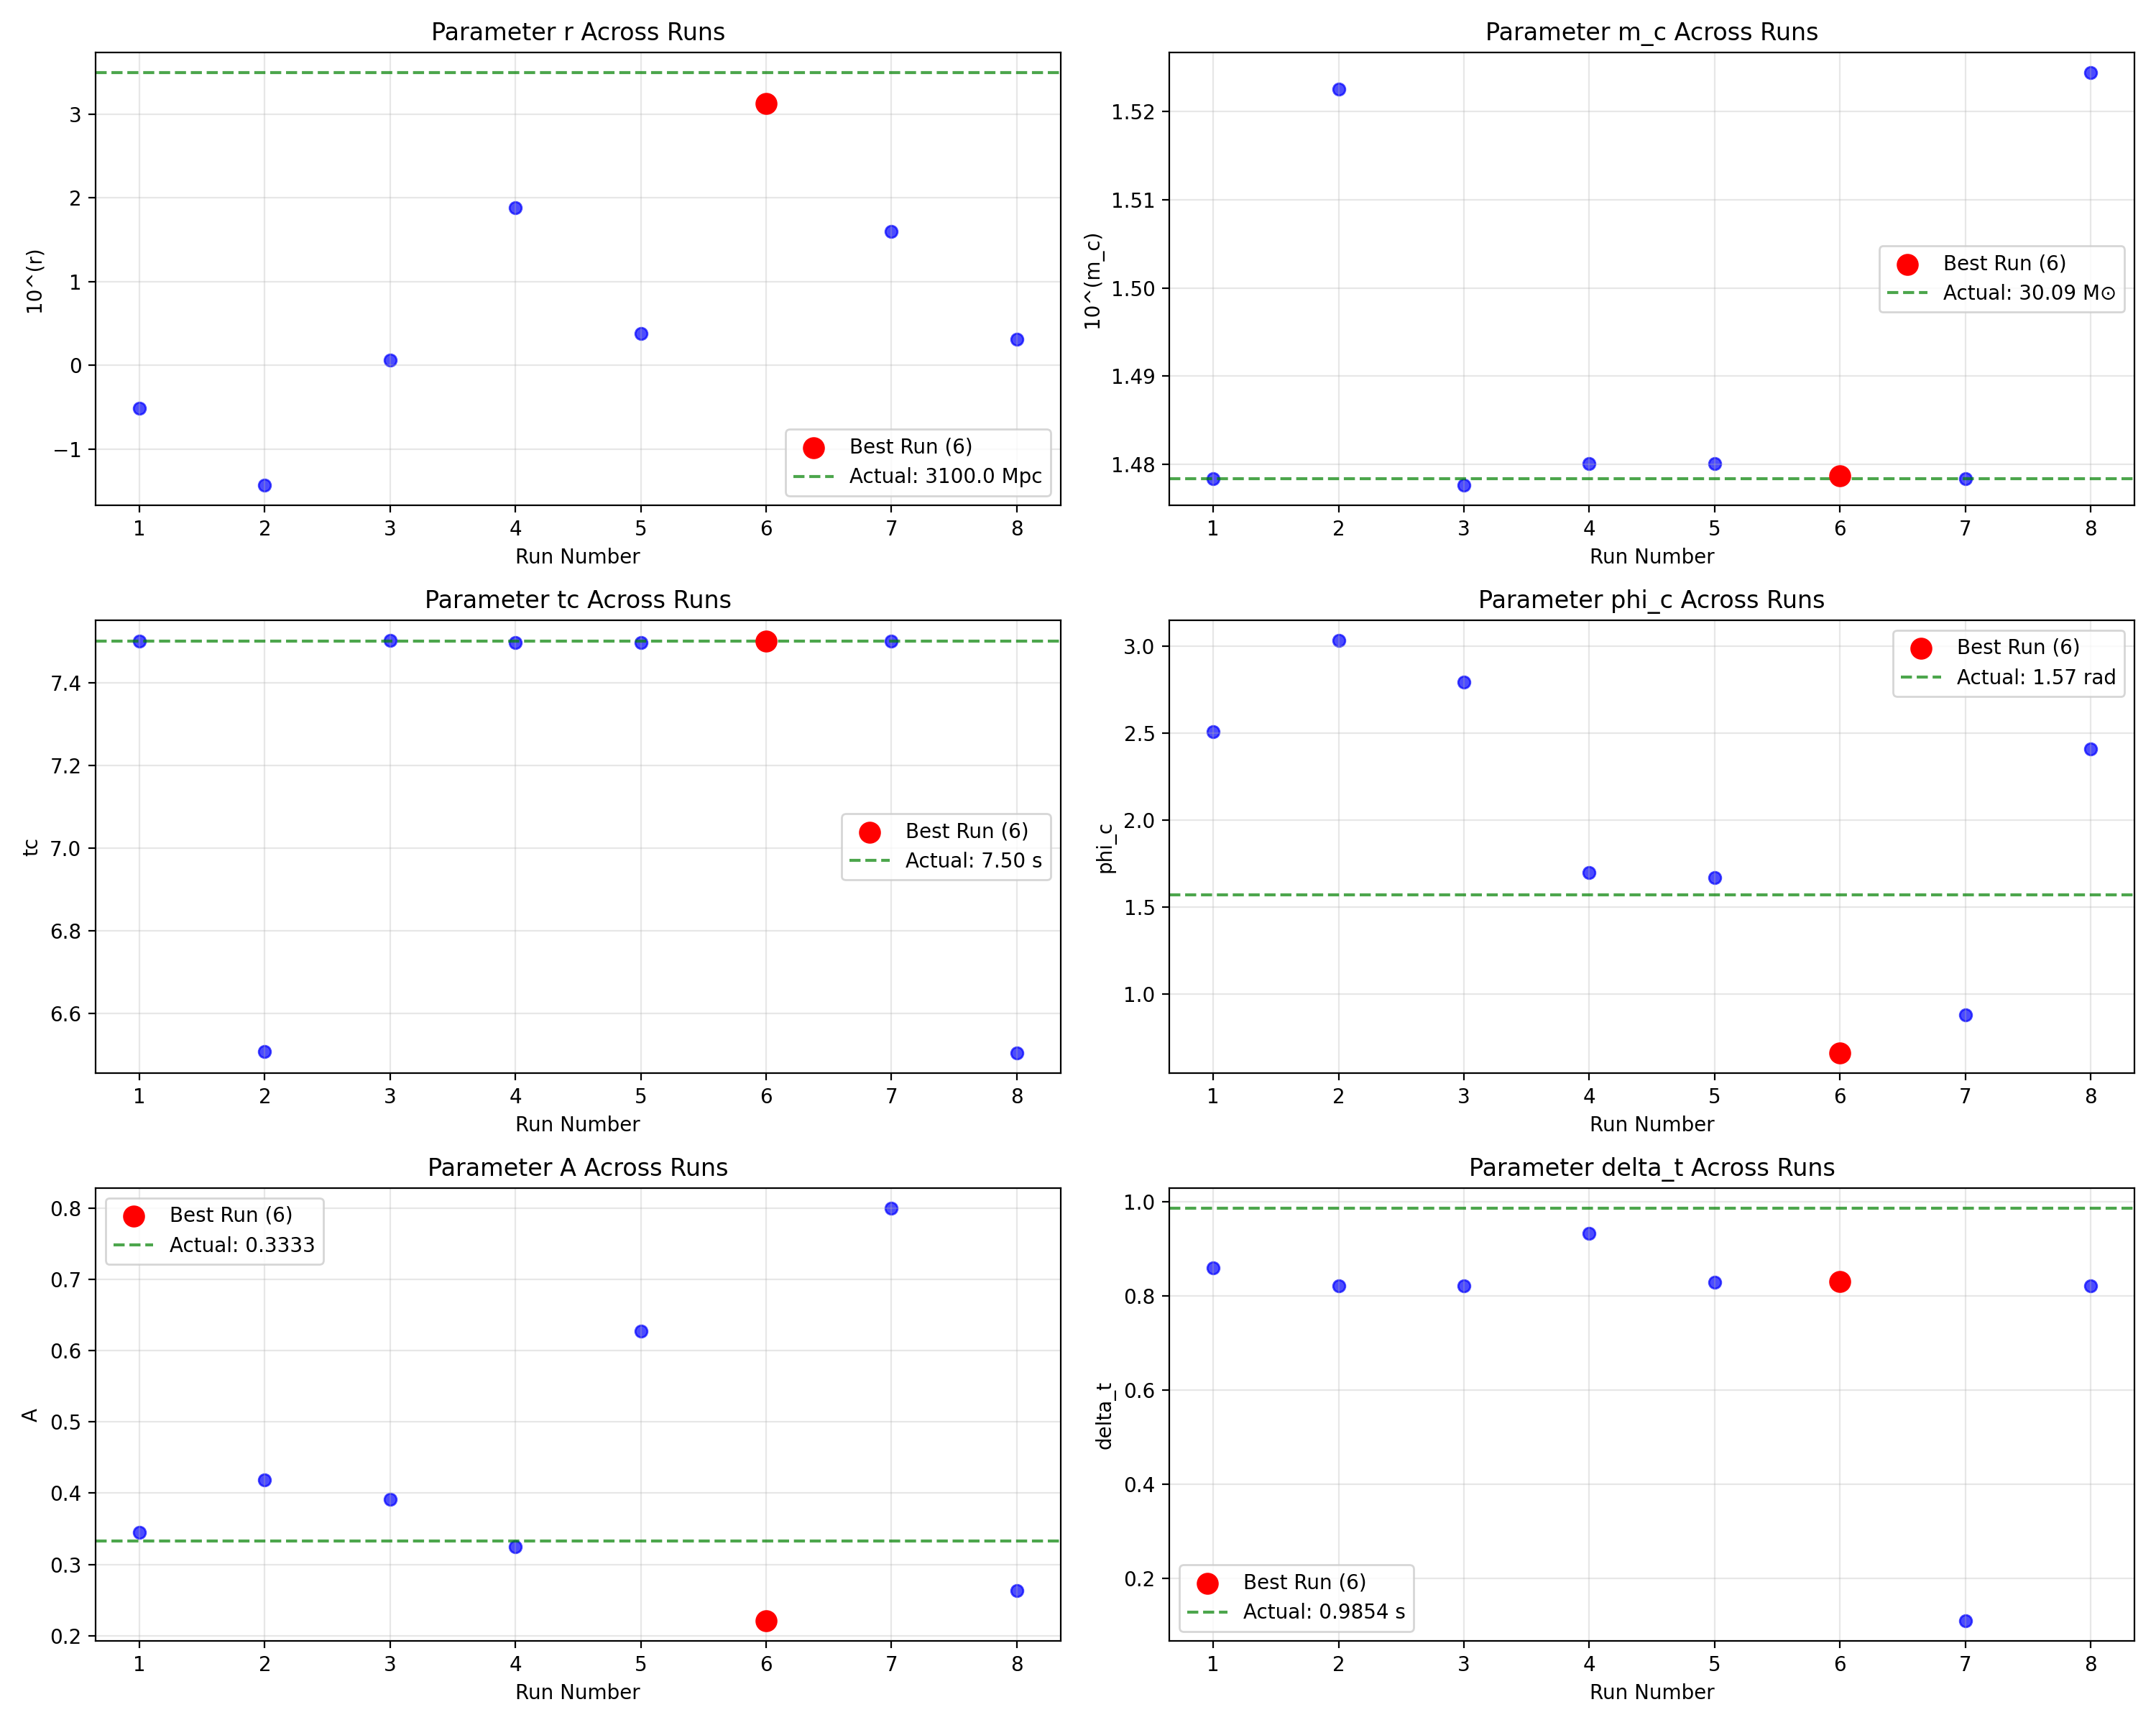 Parameter r Across Runs
10^(r)
3
2
1
0
−1
Best Run (6)
Actual: 3100.0 Mpc
1 2 3 4 5 6 7 8
Run Number
Parameter m_c Across Runs
10^(m_c)
1.52
1.51
1.50
1.49
1.48
Best Run (6)
Actual: 30.09 M⊙
1 2 3 4 5 6 7 8
Run Number
Parameter tc Across Runs
tc
7.4
7.2
7.0
6.8
6.6
Best Run (6)
Actual: 7.50 s
1 2 3 4 5 6 7 8
Run Number
Parameter phi_c Across Runs
phi_c
3.0
2.5
2.0
1.5
1.0
Best Run (6)
Actual: 1.57 rad
1 2 3 4 5 6 7 8
Run Number
Parameter A Across Runs
A
0.8
0.7
0.6
0.5
0.4
0.3
0.2
Best Run (6)
Actual: 0.3333
1 2 3 4 5 6 7 8
Run Number
Parameter delta_t Across Runs
delta_t
1.0
0.8
0.6
0.4
0.2
Best Run (6)
Actual: 0.9854 s
1 2 3 4 5 6 7 8
Run Number